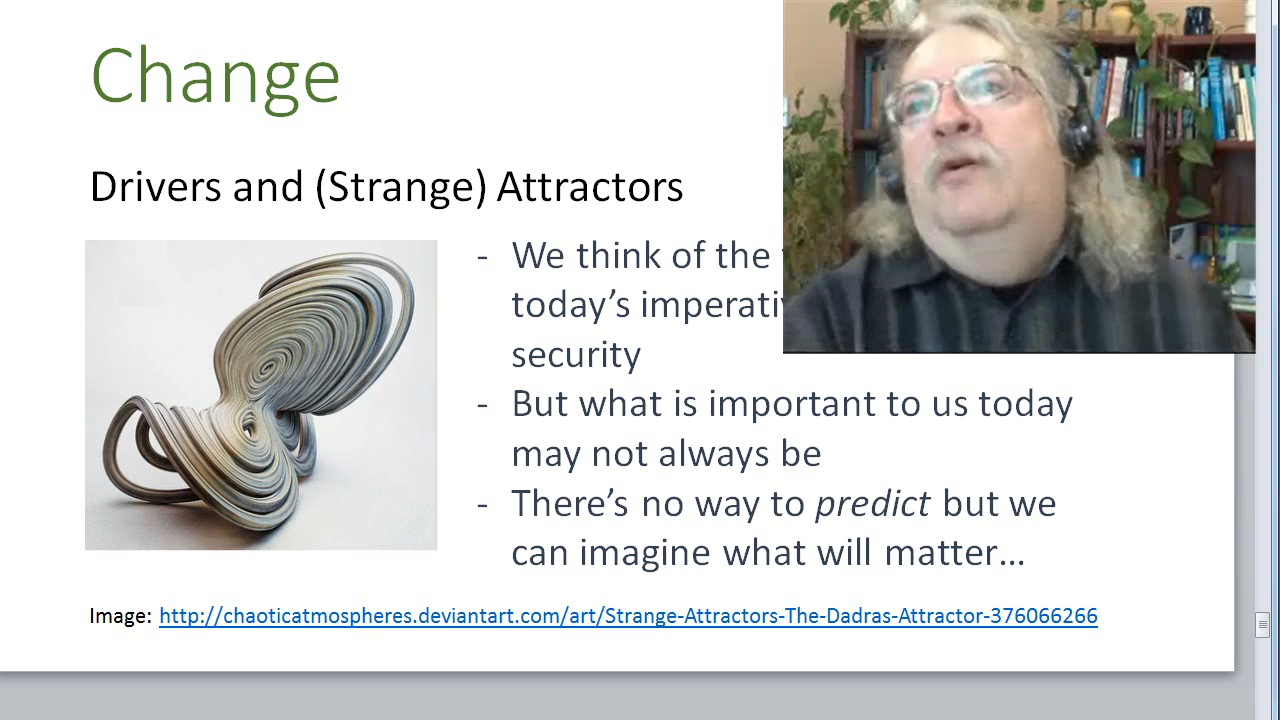 Change
Drivers and (Strange) Attractors
- We think of the
today's imperati
security
- But what is important to us today
may not always be
- There's no way to predict but we
can imagine what will matter…
Image: http://chaoticatmospheres.deviantart.com/art/Strange-Attractors-The-Dadras-Attractor-376066266